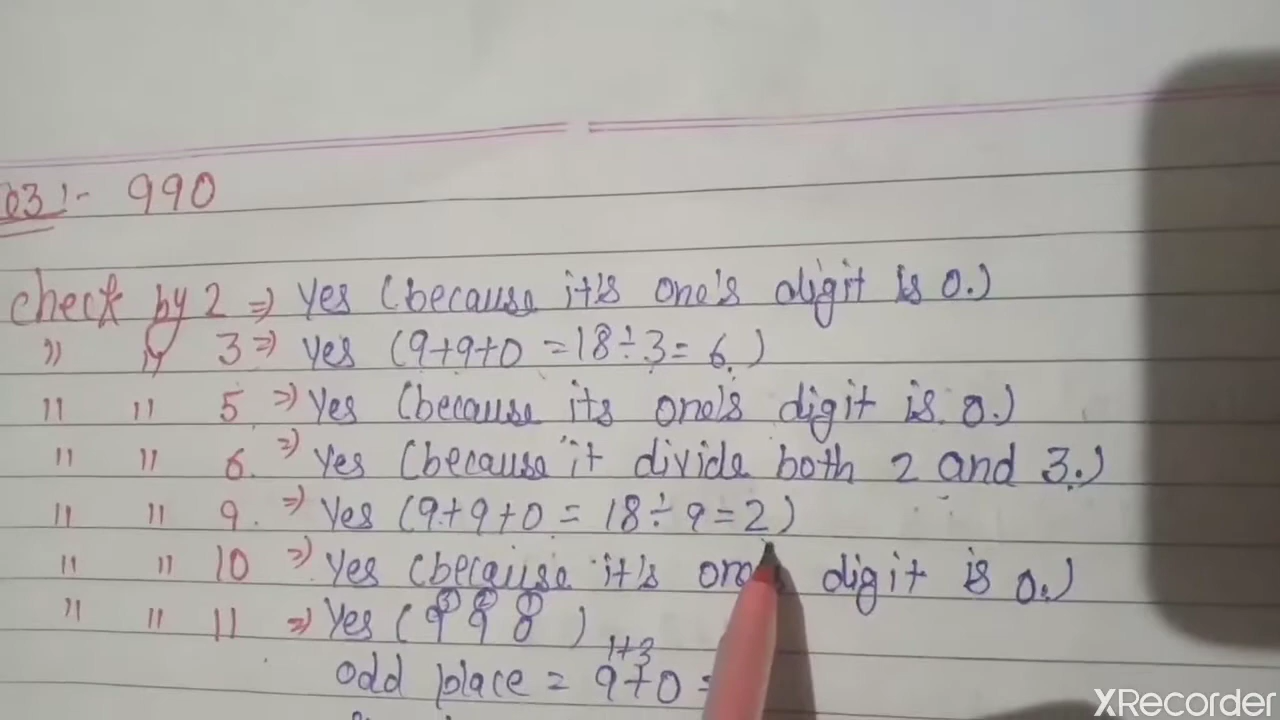 03:- 990
check by 2 => Yes (because it's one's digit is 0.)
" " 3 => Yes (9+9+0 = 18÷3 = 6)
" " 5 => Yes (because its one's digit is 0.)
" " 6. => Yes (because it divide both 2 and 3.)
" " 9. => Yes (9+9+0 = 18÷9=2)
" " 10 => Yes (because it's one digit is 0.)
" " 11 => Yes (9 9 0)
1+3
Odd place = 9+0 =
XRecorder